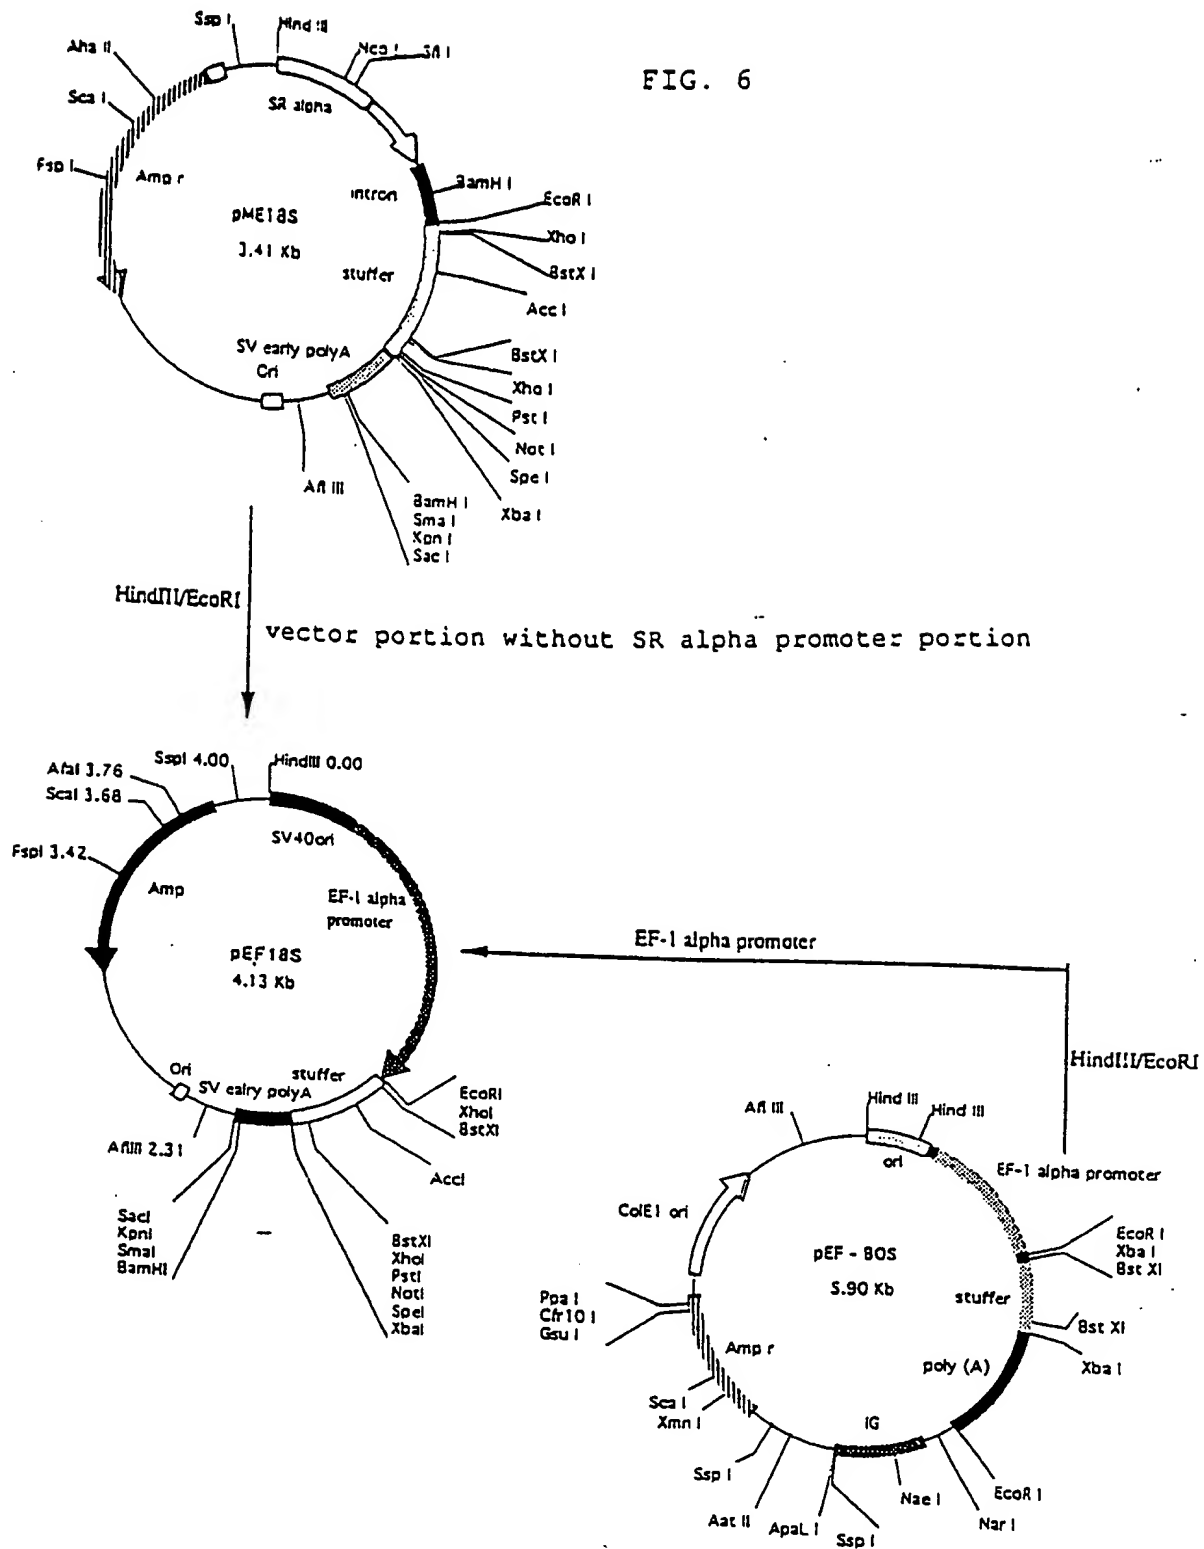 FIG. 6
Ssp I
Hind III
Aha II
Nco I
Sfi I
Sca I
SR alpha
Fsp I
Amp r
intron
BamH I
EcoR I
pME18S
3.41 Kb
Xho I
BstX I
stuffer
Acc I
SV early polyA
Ori
BstX I
Xho I
Pst I
Not I
Spe I
Xba I
Afl III
BamH I
Sma I
Kpn I
Sac I
HindIII/EcoRI
vector portion without SR alpha promoter portion
SspI 4.00
HindIII 0.00
AfaI 3.76
ScaI 3.68
SV40ori
FspI 3.42
Amp
EF-1 alpha
promoter
pEF18S
4.13 Kb
EF-1 alpha promoter
HindIII/EcoRI
Ori
SV ealry polyA
stuffer
EcoRI
XhoI
BstXI
AflIII 2.31
AccI
SacI
KpnI
SmaI
BamHI
BstXI
XhoI
PstI
NotI
SpeI
XbaI
Afl III
Hind III
Hind III
ori
EF-1 alpha promoter
ColE1 ori
pEF - BOS
5.90 Kb
EcoR I
Xba I
Bst XI
stuffer
Ppa I
Cfr10 I
Gsu I
Bst XI
Xba I
Amp r
poly (A)
Sca I
Xmn I
IG
Ssp I
Aat II
ApaL I
Ssp I
Nae I
Nar I
EcoR I